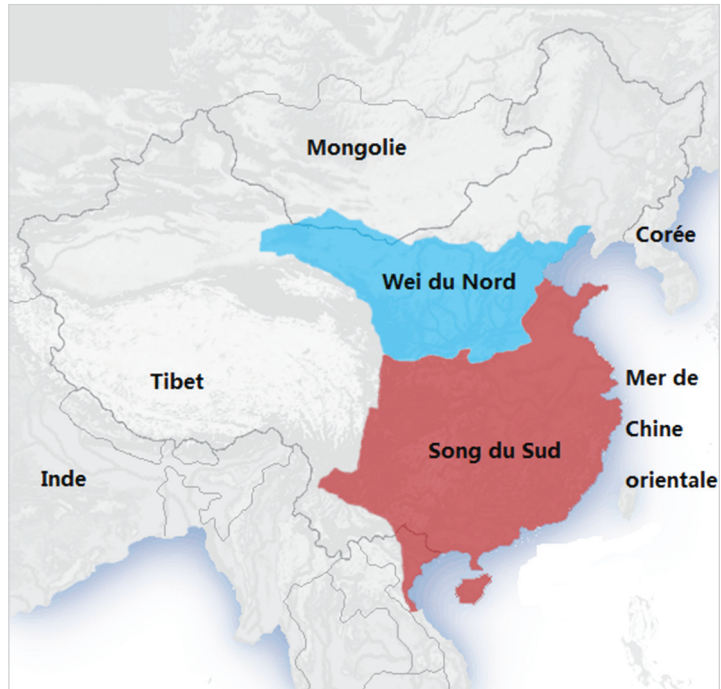 Mongolie
Corée
Wei du Nord
Tibet
Mer de
Chine
orientale
Song du Sud
Inde